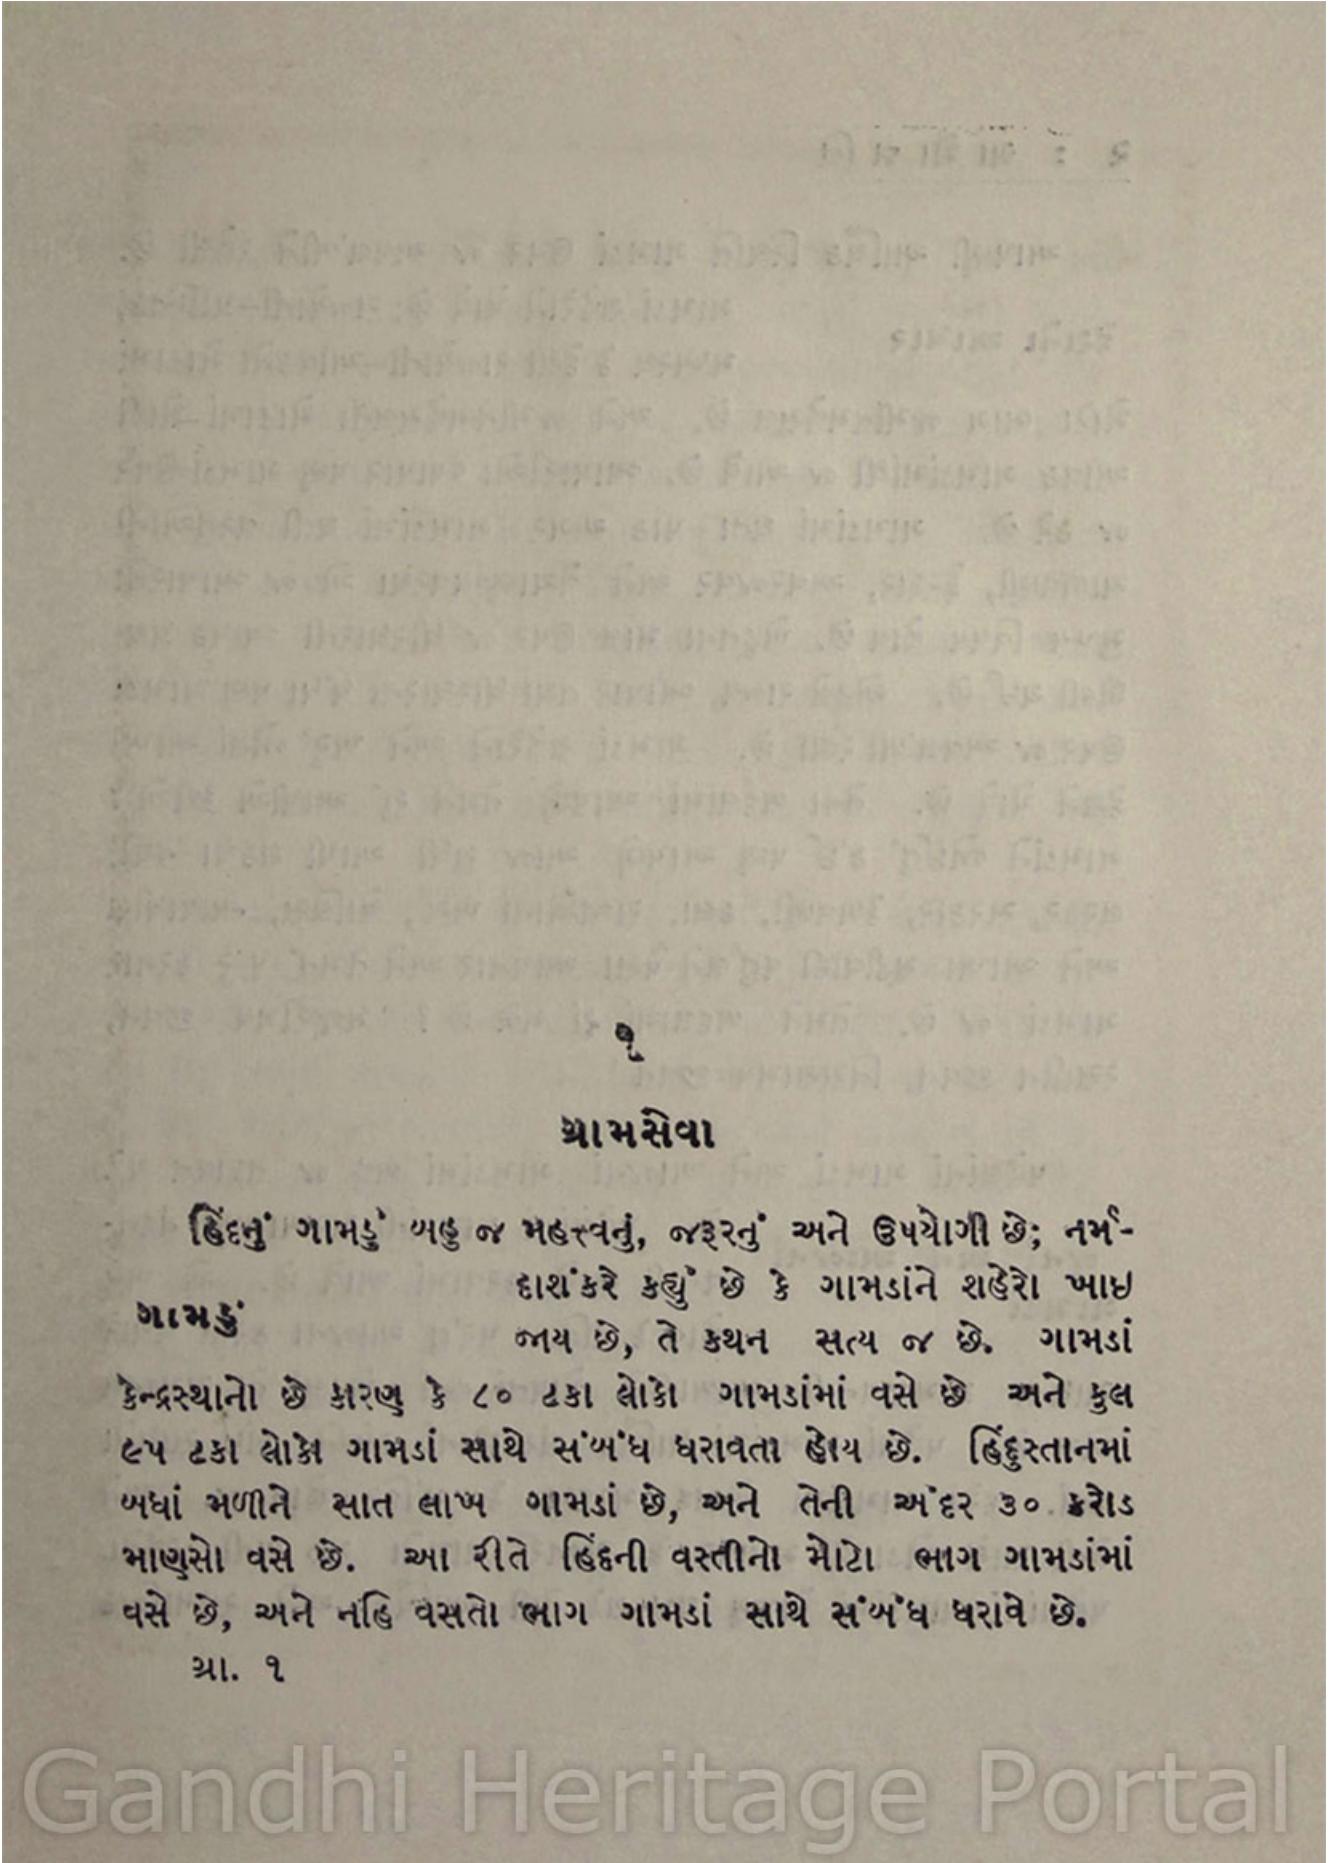 ૧
ગ્રામસેવા
હિંદનું ગામડું બહુ જ મહત્ત્વનું, જરૂરનું અને ઉપયોગી છે; નર્મ-
દાશંકરે કહ્યું છે કે ગામડાંને શહેરો ખાઇ
ગામડું
જાય છે, તે કથન સત્ય જ છે. ગામડાં
કેન્દ્રસ્થાનો છે કારણ કે ૮૦ ટકા લોકો ગામડાંમાં વસે છે અને કુલ
૯૫ ટકા લોકો ગામડાં સાથે સંબંધ ધરાવતા હોય છે. હિંદુસ્તાનમાં
બધાં મળીને સાત લાખ ગામડાં છે, અને તેની અંદર ૩૦ કરોડ
માણસો વસે છે. આ રીતે હિંદની વસ્તીનો મોટો ભાગ ગામડાંમાં
વસે છે, અને નહિ વસતો ભાગ ગામડાં સાથે સંબંધ ધરાવે છે.
ગ્રા. ૧
Gandhi Heritage Portal